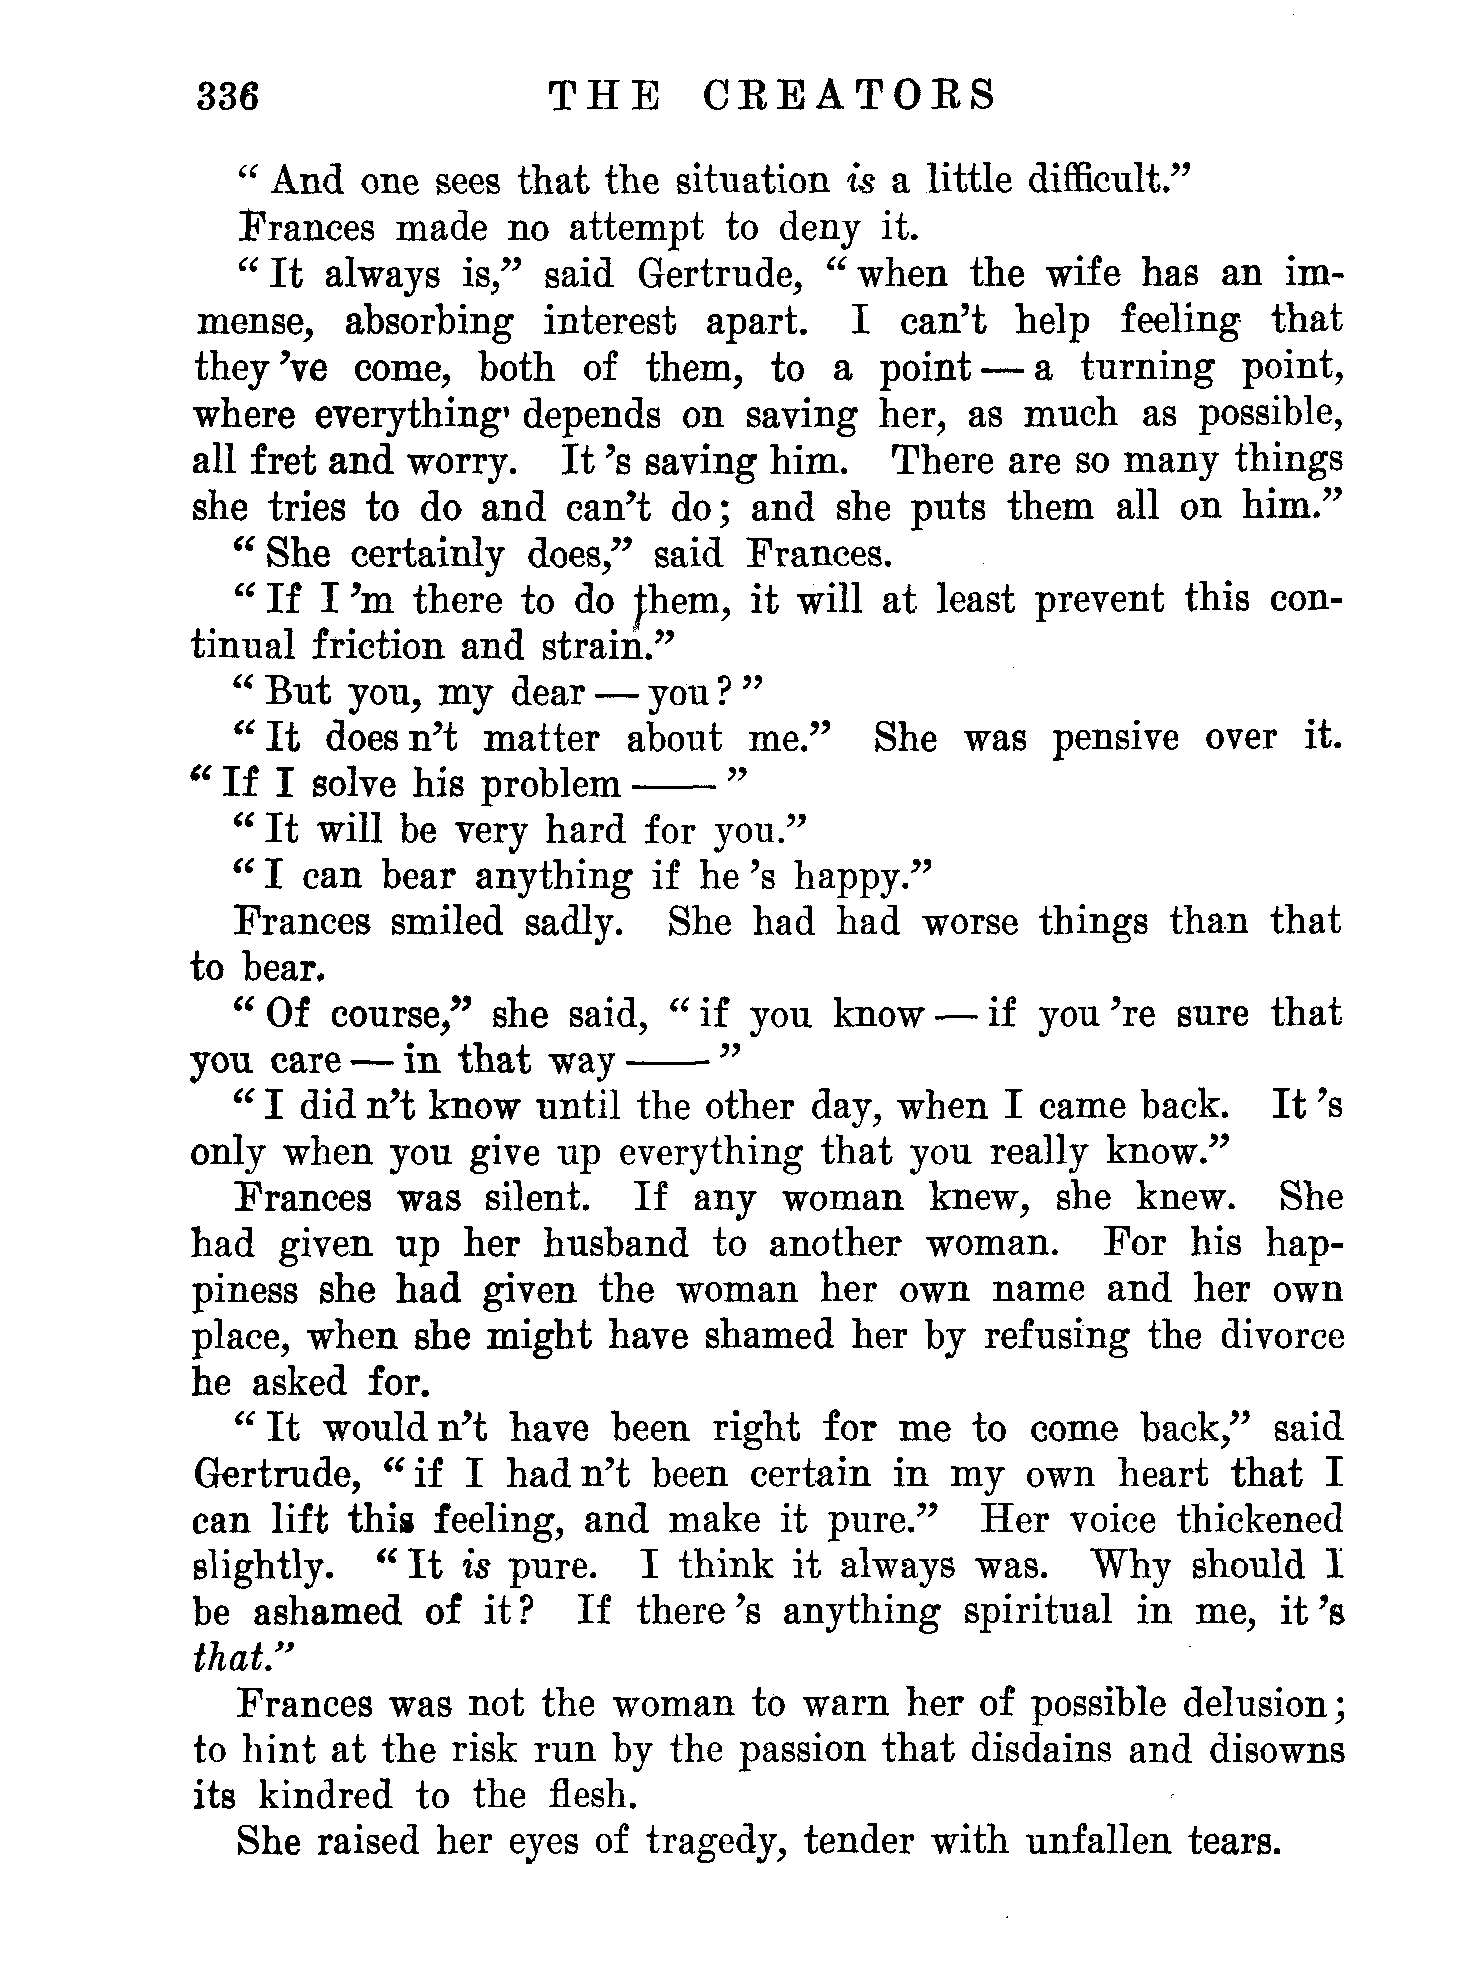 336 THE CREATORS
“ And one sees that the situation is a little difficult.”
Frances made no attempt to deny it.
“ It always is,” said Gertrude, “ when the wife has an im-
mense, absorbing interest apart. I can’t help feeling that
they ’ve come, both of them, to a point — a turning point,
where everything depends on saving her, as much as possible,
all fret and worry. It ’s saving him. There are so many things
she tries to do and can’t do; and she puts them all on him.”
“ She certainly does,” said Frances.
“ If I ’m there to do them, it will at least prevent this con-
tinual friction and strain.”
“ But you, my dear — you? ”
“ It does n’t matter about me.” She was pensive over it.
“ If I solve his problem —— ”
“ It will be very hard for you.”
“ I can bear anything if he ’s happy.”
Frances smiled sadly. She had had worse things than that
to bear.
“ Of course,” she said, “ if you know — if you ’re sure that
you care — in that way —— ”
“ I did n’t know until the other day, when I came back. It ’s
only when you give up everything that you really know.”
Frances was silent. If any woman knew, she knew. She
had given up her husband to another woman. For his hap-
piness she had given the woman her own name and her own
place, when she might have shamed her by refusing the divorce
he asked for.
“ It would n’t have been right for me to come back,” said
Gertrude, “ if I had n’t been certain in my own heart that I
can lift this feeling, and make it pure.” Her voice thickened
slightly. “ It is pure. I think it always was. Why should I
be ashamed of it? If there ’s anything spiritual in me, it ’s
that.”
Frances was not the woman to warn her of possible delusion;
to hint at the risk run by the passion that disdains and disowns
its kindred to the flesh.
She raised her eyes of tragedy, tender with unfallen tears.